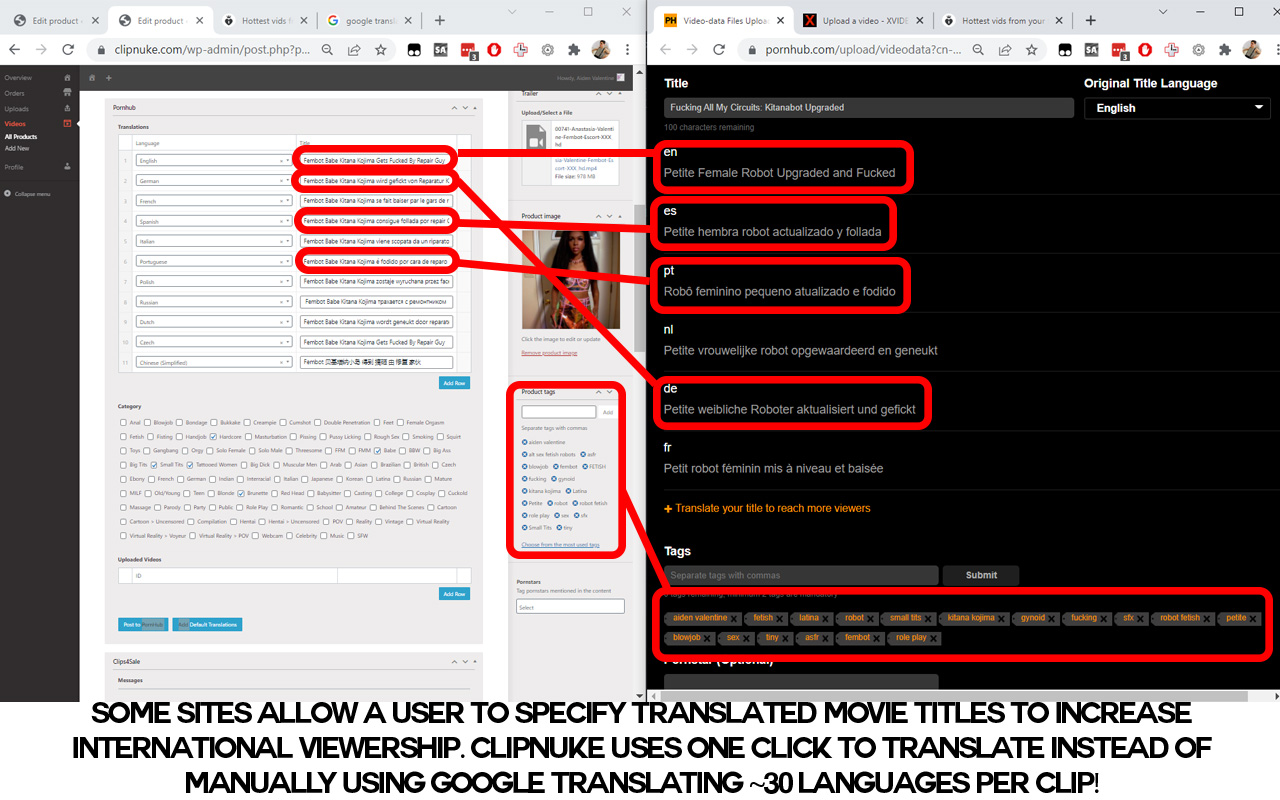 Edit product -
Edit product -
Hottest vids f
google transl
Edit product
clipnuke.com/wp-admin/post.php?p...
Overview
Orders
Uploads
Videos
All Products
Add New
Profile
Collapse menu
Howdy, Aiden Valentine
Pornhub
Translations
Language
Title
1 English Fembot Babe Kitana Kojima Gets Fucked By Repair Guy
2 German Fembot Babe Kitana Kojima wird gefickt von Reparatur K
3 French Fembot Babe Kitana Kojima se fait baiser par le gars de r
4 Spanish Fembot Babe Kitana Kojima consigue follada por repair G
5 Italian Fembot Babe Kitana Kojima viene scopata da un riparato
6 Portuguese Fembot Babe Kitana Kojima é fodido por cara de reparo
7 Polish Fembot Babe Kitana Kojima zostaje wyruchana przez face
8 Russian Fembot Babe Kitana Kojima трахается с ремонтником
9 Dutch Fembot Babe Kitana Kojima wordt geneukt door reparate
10 Czech Fembot Babe Kitana Kojima Gets Fucked By Repair Guy
11 Chinese (Simplified)
Add Row
Category
Anal Blowjob Bondage Bukkake Creampie Cumshot Double Penetration Feet Female Orgasm
Fetish Fisting Handjob Hardcore Masturbation Pissing Pussy Licking Rough Sex Smoking Squirt
Toys Gangbang Orgy Solo Female Solo Male Threesome FFM FMM Babe BBW Big Ass
Big Tits Small Tits Tattooed Women Big Dick Muscular Men Arab Asian Brazilian British Czech
Ebony French German Indian Interracial Italian Japanese Korean Latina Russian Mature
MILF Old/Young Teen Blonde Brunette Red Head Babysitter Casting College Cosplay Cuckold
Massage Parody Party Public Role Play Romantic School Amateur Behind The Scenes Cartoon
Cartoon > Uncensored Compilation Hentai Hentai > Uncensored POV Reality Vintage Virtual Reality
Virtual Reality > Voyeur Virtual Reality > POV Webcam Celebrity Music SFW
Uploaded Videos
ID
Add Row
Post to PornHub
Add Default Translations
Clips4Sale
Messages
Trailer
Upload/Select a File
00741-Anastasia-Valenti
ne-Fembot-Escort-XXX
hd
sia-Valentine-Fembot-Es
cort-XXX hd.mp4
File size: 978 MB
Product image
Click the image to edit or update
Remove product image
Product tags
Add
Separate tags with commas
aiden valentine
alt sex fetish robots asfr
blowjob fembot FETISH
fucking gynoid
kitana kojima Latina
Petite robot robot fetish
role play sex sfx
Small Tits tiny
Choose from the most used tags
Pornstars
Tag pornstars mentioned in the content
Select
Video-data Files Uploa
Upload a video - XVIDE
Hottest vids from your
pornhub.com/upload/videodata?cn-...
Title
Original Title Language
Fucking All My Circuits: Kitanabot Upgraded
English
100 characters remaining
en
Petite Female Robot Upgraded and Fucked
es
Petite hembra robot actualizado y follada
pt
Robô feminino pequeno atualizado e fodido
nl
Petite vrouwelijke robot opgewaardeerd en geneukt
de
Petite weibliche Roboter aktualisiert und gefickt
fr
Petit robot féminin mis à niveau et baisée
+ Translate your title to reach more viewers
Tags
Separate tags with commas
Submit
aiden valentine fetish latina robot small tits kitana kojima gynoid fucking sfx robot fetish petite
blowjob sex tiny asfr fembot role play
Pornstar (Optional)
SOME SITES ALLOW A USER TO SPECIFY TRANSLATED MOVIE TITLES TO INCREASE
INTERNATIONAL VIEWERSHIP. CLIPNUKE USES ONE CLICK TO TRANSLATE INSTEAD OF
MANUALLY USING GOOGLE TRANSLATING ~30 LANGUAGES PER CLIP!